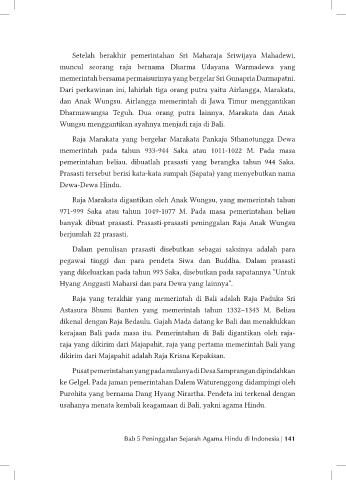 Setelah berakhir pemerintahan Sri Maharaja Sriwijaya Mahadewi,
muncul seorang raja bernama Dharma Udayana Warmadewa yang
memerintah bersama permaisurinya yang bergelar Sri Gunapria Darmapatni.
Dari perkawinan ini, lahirlah tiga orang putra yaitu Airlangga, Marakata,
dan Anak Wungsu. Airlangga memerintah di Jawa Timur menggantikan
Dharmawangsa Teguh. Dua orang putra lainnya, Marakata dan Anak
Wungsu menggantikan ayahnya menjadi raja di Bali.
Raja Marakata yang bergelar Marakata Pankaja Sthanotungga Dewa
memerintah pada tahun 933-944 Saka atau 1011-1022 M. Pada masa
pemerintahan beliau, dibuatlah prasasti yang berangka tahun 944 Saka.
Prasasti tersebut berisi kata-kata sumpah (Sapata) yang menyebutkan nama
Dewa-Dewa Hindu.
Raja Marakata digantikan oleh Anak Wungsu, yang memerintah tahun
971-999 Saka atau tahun 1049-1077 M. Pada masa pemerintahan beliau
banyak dibuat prasasti. Prasasti-prasasti peninggalan Raja Anak Wungsu
berjumlah 22 prasasti.
Dalam penulisan prasasti disebutkan sebagai saksinya adalah para
pegawai tinggi dan para pendeta Siwa dan Buddha. Dalam prasasti
yang dikeluarkan pada tahun 993 Saka, disebutkan pada sapatannya "Untuk
Hyang Anggasti Maharsi dan para Dewa yang lainnya".
Raja yang terakhir yang memerintah di Bali adalah Raja Paduka Sri
Astasura Bhumi Banten yang memerintah tahun 1332–1343 M. Beliau
dikenal dengan Raja Bedaulu. Gajah Mada datang ke Bali dan menaklukkan
kerajaan Bali pada masa itu. Pemerintahan di Bali digantikan oleh raja-
raja yang dikirim dari Majapahit, raja yang pertama memerintah Bali yang
dikirim dari Majapahit adalah Raja Krisna Kepakisan.
Pusat pemerintahan yang pada mulanya di Desa Samprangan dipindahkan
ke Gelgel. Pada jaman pemerintahan Dalem Waturenggong didampingi oleh
Purohita yang bernama Dang Hyang Nirartha. Pendeta ini terkenal dengan
usahanya menata kembali keagamaan di Bali, yakni agama Hindu.
Bab 5 Peninggalan Sejarah Agama Hindu di Indonesia | 141